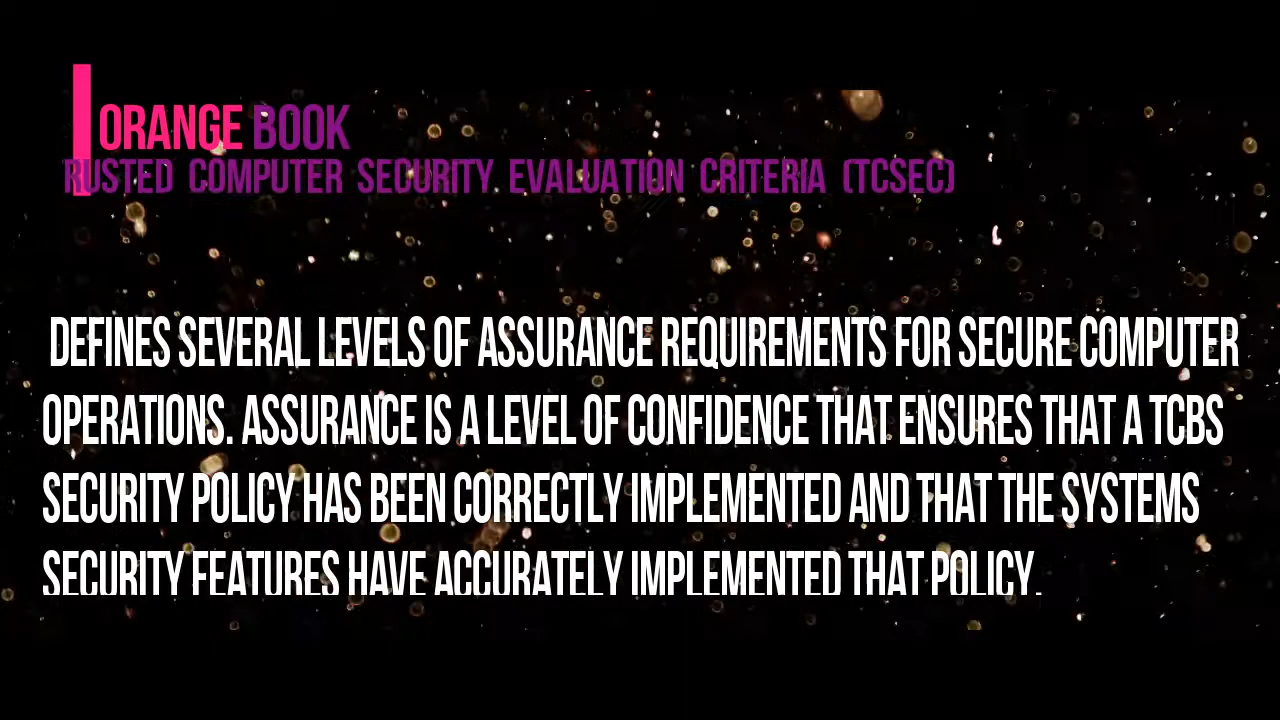 ORANGE BOOK
RUSTED COMPUTER SECURITY EVALUATION CRITERIA (TCSEC)
DEFINES SEVERAL LEVELS OF ASSURANCE REQUIREMENTS FOR SECURE COMPUTER
OPERATIONS. ASSURANCE IS A LEVEL OF CONFIDENCE THAT ENSURES THAT A TCBS
SECURITY POLICY HAS BEEN CORRECTLY IMPLEMENTED AND THAT THE SYSTEMS
SECURITY FEATURES HAVE ACCURATELY IMPLEMENTED THAT POLICY.